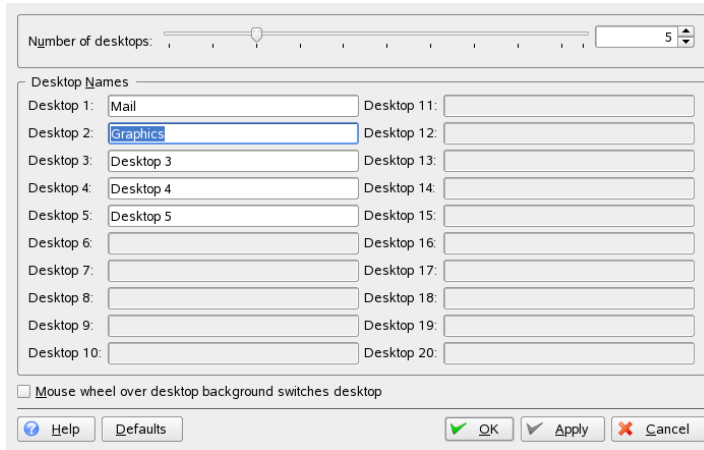 Number of desktops: 5
Desktop Names
Desktop 1: Mail Desktop 11:
Desktop 2: Graphics Desktop 12:
Desktop 3: Desktop 3 Desktop 13:
Desktop 4: Desktop 4 Desktop 14:
Desktop 5: Desktop 5 Desktop 15:
Desktop 6: Desktop 16:
Desktop 7: Desktop 17:
Desktop 8: Desktop 18:
Desktop 9: Desktop 19:
Desktop 10: Desktop 20:
Mouse wheel over desktop background switches desktop
Help Defaults OK Apply Cancel